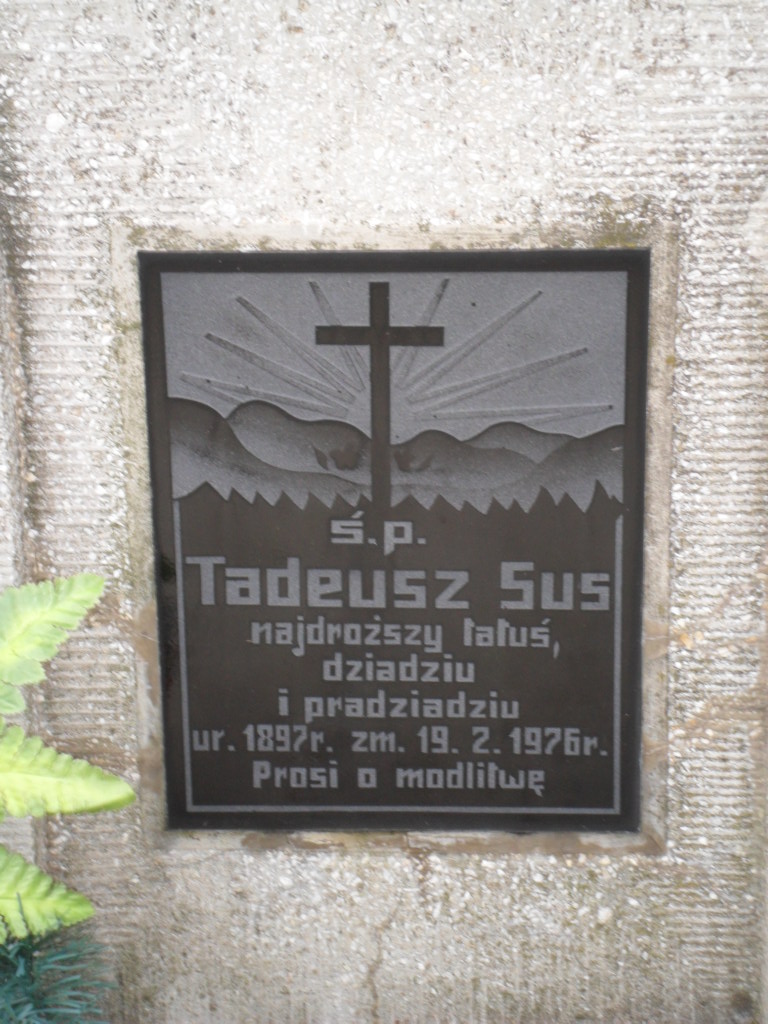 ś.p.
Tadeusz Sus
najdroższy tatuś,
dziadziu
i pradziadziu
ur. 1897r. zm. 19. 2. 1976r.
Prosi o modlitwę